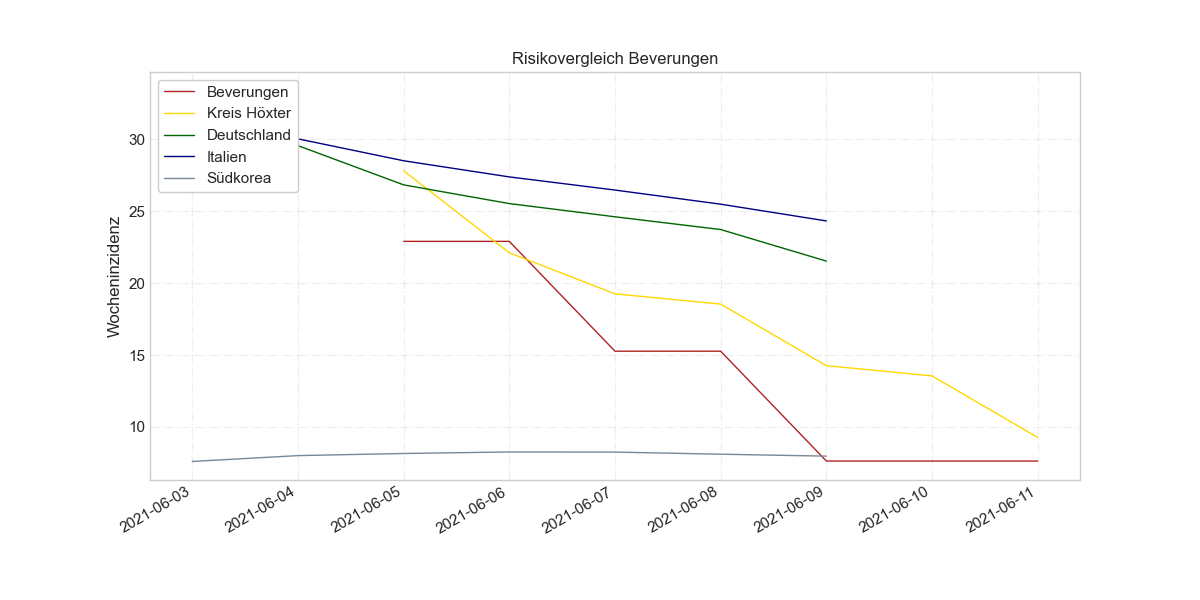 Risikovergleich Beverungen
Beverungen
Kreis Höxter
Deutschland
Italien
Südkorea
Wocheninzidenz
30
25
20
15
10
2021-06-03
2021-06-04
2021-06-05
2021-06-06
2021-06-07
2021-06-08
2021-06-09
2021-06-10
2021-06-11